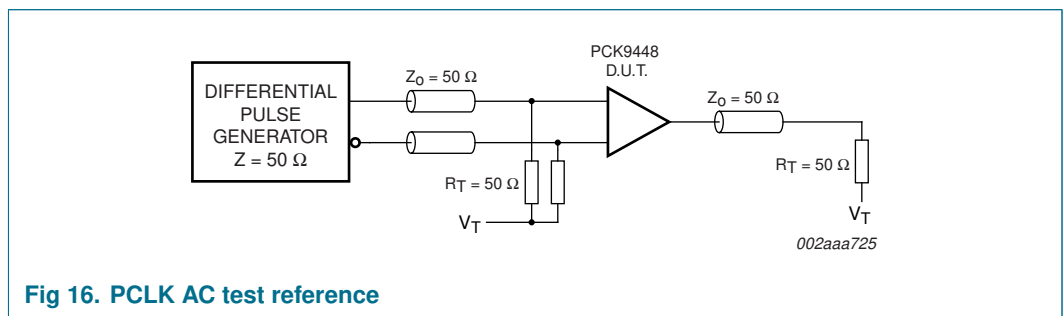 PCK9448
D.U.T.
DIFFERENTIAL
PULSE
GENERATOR
Z = 50 Ω
ZO = 50 Ω
ZO = 50 Ω
RT = 50 Ω
VT
RT = 50 Ω
VT
002aaa725
Fig 16. PCLK AC test reference